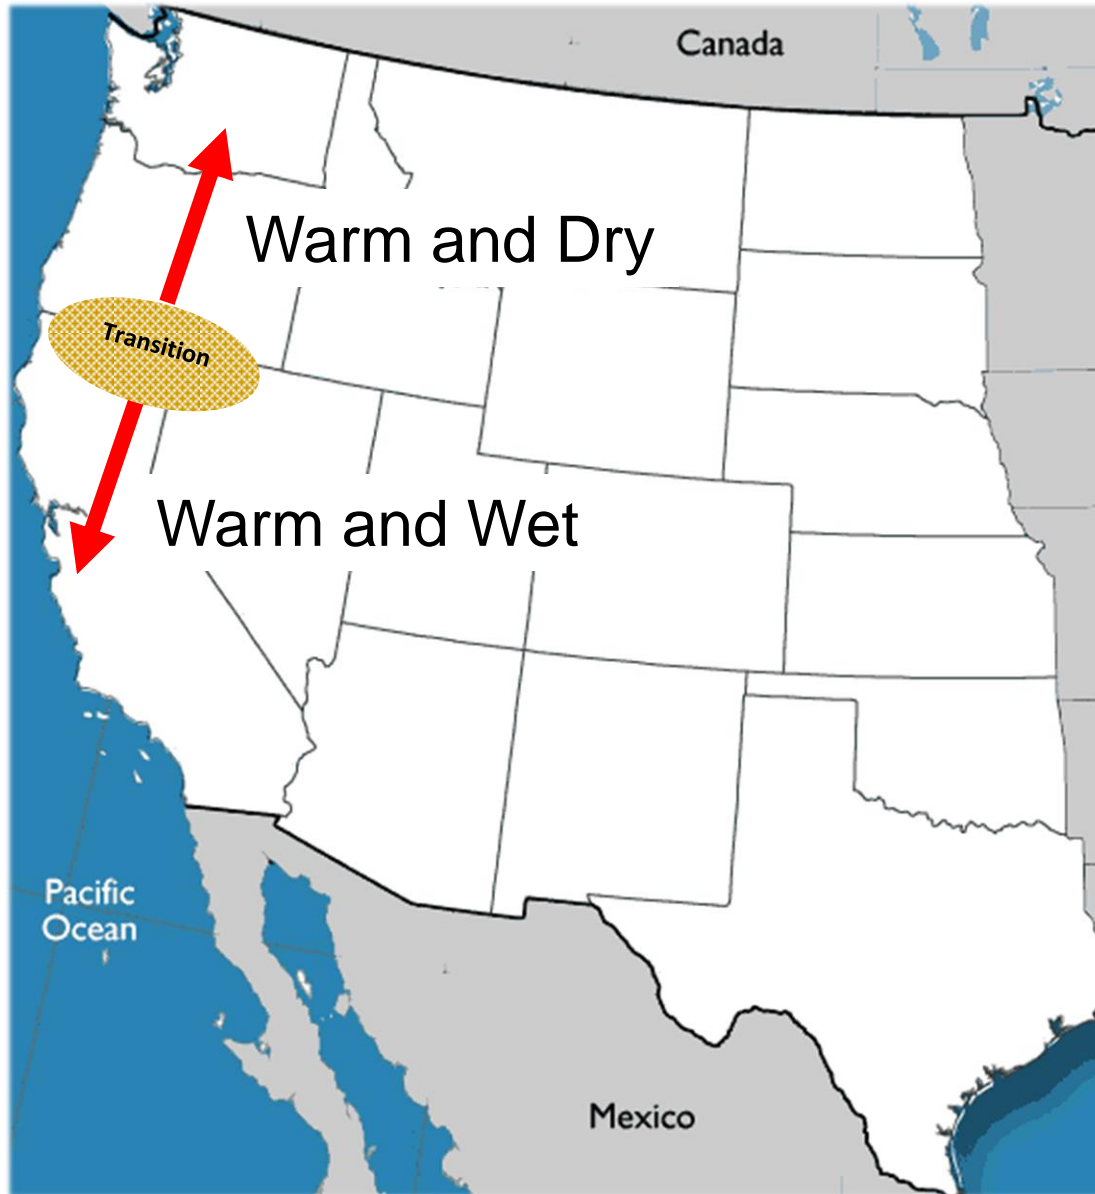 Canada
Warm and Dry
Transition
Warm and Wet
Pacific
Ocean
Mexico